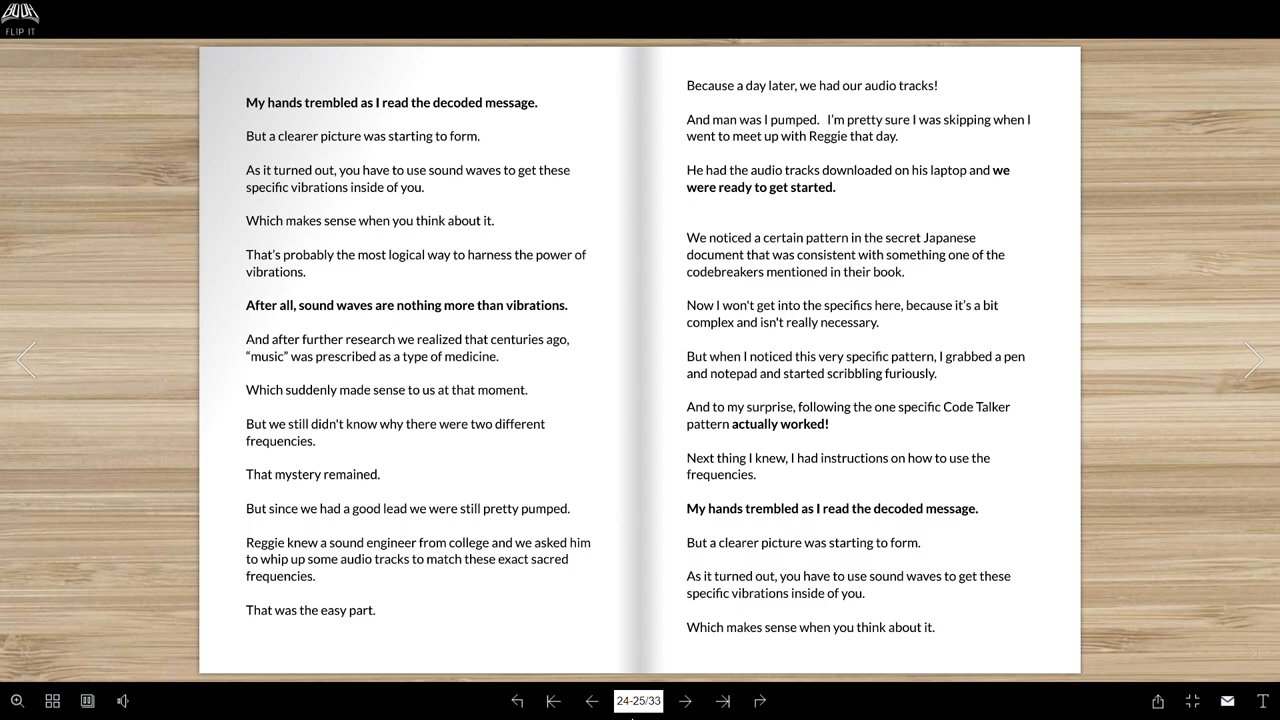 BOOK
FLIP IT
My hands trembled as I read the decoded message.
But a clearer picture was starting to form.
As it turned out, you have to use sound waves to get these
specific vibrations inside of you.
Which makes sense when you think about it.
That's probably the most logical way to harness the power of
vibrations.
After all, sound waves are nothing more than vibrations.
And after further research we realized that centuries ago,
“music” was prescribed as a type of medicine.
Which suddenly made sense to us at that moment.
But we still didn't know why there were two different
frequencies.
That mystery remained.
But since we had a good lead we were still pretty pumped.
Reggie knew a sound engineer from college and we asked him
to whip up some audio tracks to match these exact sacred
frequencies.
That was the easy part.
Because a day later, we had our audio tracks!
And man was I pumped. I'm pretty sure I was skipping when I
went to meet up with Reggie that day.
He had the audio tracks downloaded on his laptop and we
were ready to get started.
We noticed a certain pattern in the secret Japanese
document that was consistent with something one of the
codebreakers mentioned in their book.
Now I won't get into the specifics here, because it's a bit
complex and isn't really necessary.
But when I noticed this very specific pattern, I grabbed a pen
and notepad and started scribbling furiously.
And to my surprise, following the one specific Code Talker
pattern actually worked!
Next thing I knew, I had instructions on how to use the
frequencies.
My hands trembled as I read the decoded message.
But a clearer picture was starting to form.
As it turned out, you have to use sound waves to get these
specific vibrations inside of you.
Which makes sense when you think about it.
24-25/33